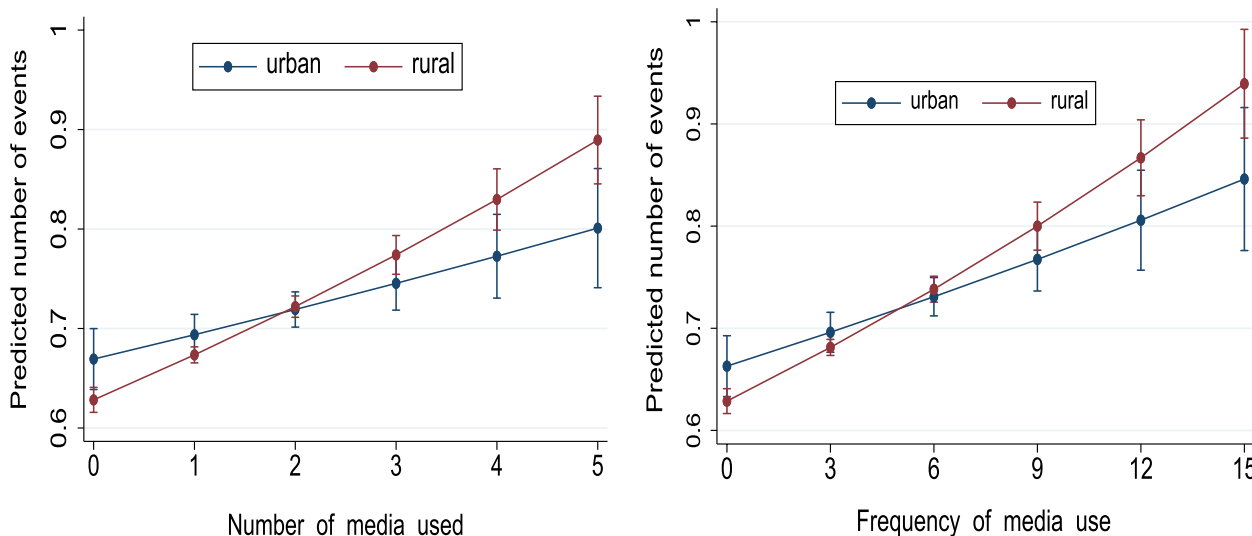 Predicted number of events
1
0.9
0.8
0.7
0.6
urban rural
0 1 2 3 4 5
Number of media used
Predicted number of events
1
0.9
0.8
0.7
0.6
urban rural
0 3 6 9 12 15
Frequency of media use